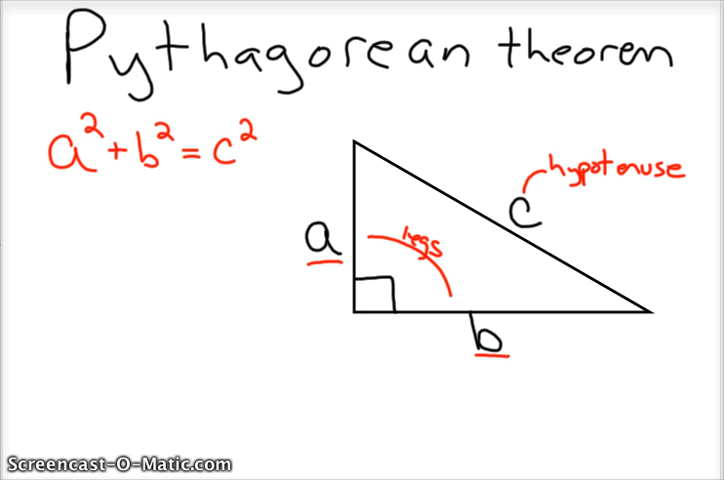 Pythagorean theorem
a² + b² = c²
hypotenuse
c
a
legs
b
Screencast-O-Matic.com